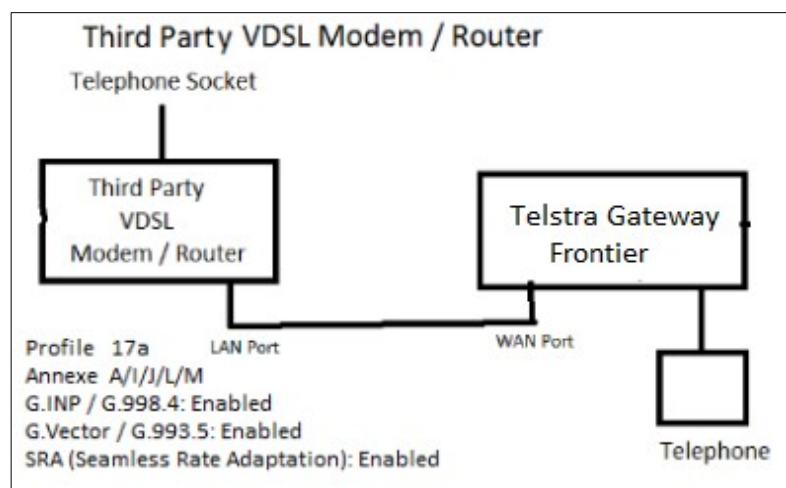 Third Party VDSL Modem / Router
Telephone Socket
Third Party
VDSL
Modem / Router
Telstra Gateway
Frontier
LAN Port
WAN Port
Profile 17a
Annexe A/I/J/L/M
G.INP / G.998.4: Enabled
G.Vector / G.993.5: Enabled
SRA (Seamless Rate Adaptation): Enabled
Telephone